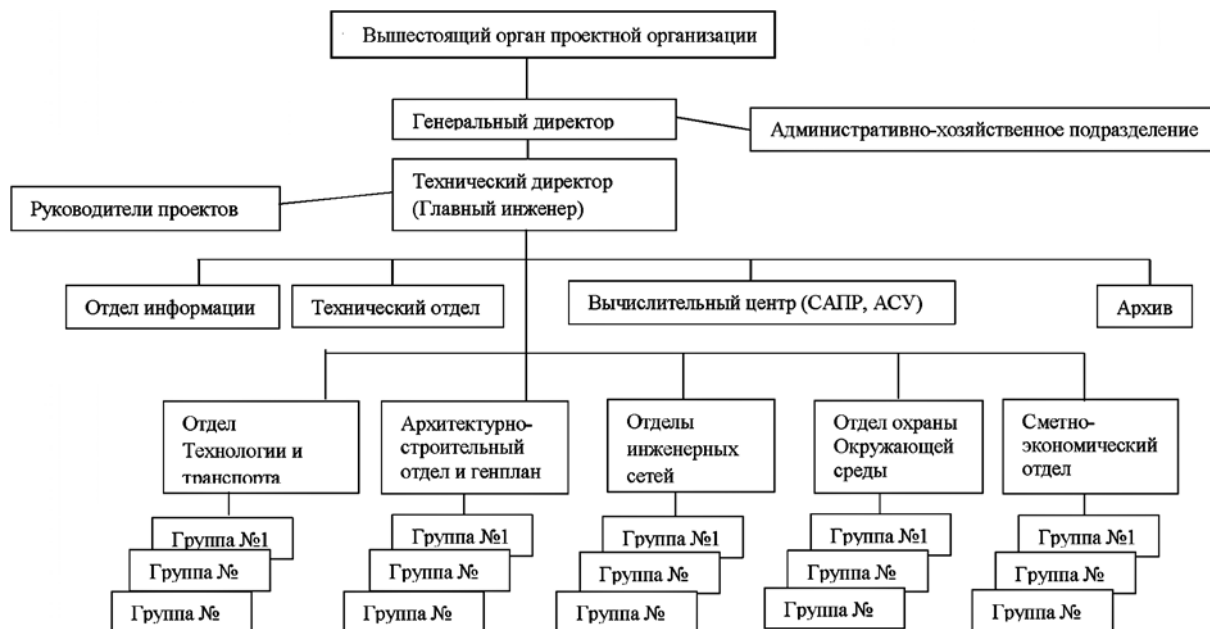 Вышестоящий орган проектной организации
Генеральный директор
Административно-хозяйственное подразделение
Технический директор
(Главный инженер)
Руководители проектов
Отдел информации
Технический отдел
Вычислительный центр (САПР, АСУ)
Архив
Отдел
Технологии и
транспорта
Архитектурно-
строительный
отдел и генплан
Отделы
инженерных
сетей
Отдел охраны
Окружающей
среды
Сметно-
экономический
отдел
Группа №1
Группа №
Группа №
Группа №1
Группа №
Группа №
Группа №1
Группа №
Группа №
Группа №1
Группа №
Группа №
Группа №1
Группа №
Группа №